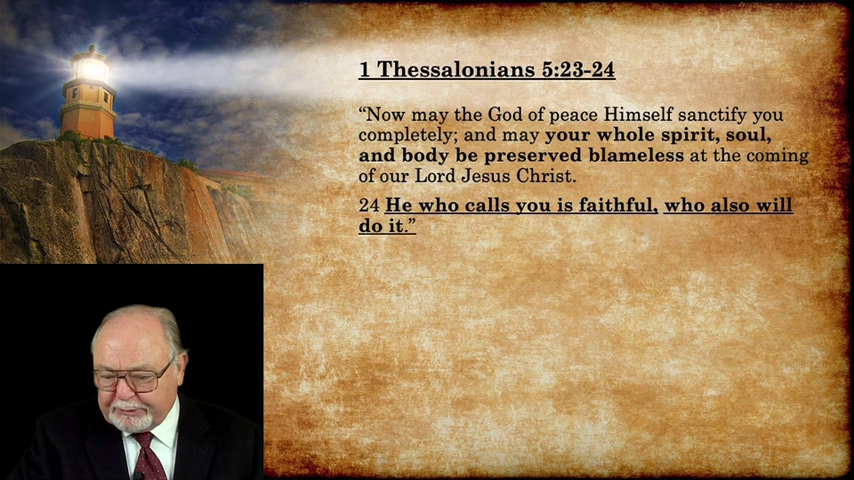 1 Thessalonians 5:23-24
“Now may the God of peace Himself sanctify you
completely; and may your whole spirit, soul,
and body be preserved blameless at the coming
of our Lord Jesus Christ.
24 He who calls you is faithful, who also will
do it.”